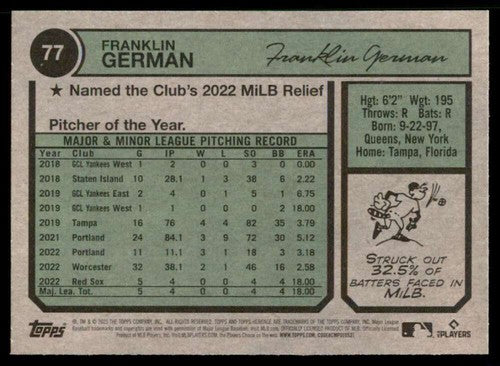 77
FRANKLIN
GERMAN
Franklin German
★ Named the Club's 2022 MiLB Relief
Pitcher of the Year.
MAJOR & MINOR LEAGUE PITCHING RECORD
Year Club G IP W L SO BB ERA
2018 GCL Yankees West 1 2 0 0 3 0 0.00
2018 Staten Island 10 28.1 1 3 38 6 2.22
2019 GCL Yankees East 2 4 0 1 5 1 6.75
2019 GCL Yankees West 1 1 0 0 2 2 18.00
2019 Tampa 16 76 4 4 82 35 3.79
2021 Portland 24 84.1 3 9 72 30 5.12
2022 Portland 11 11 2 2 18 4 3.27
2022 Worcester 32 38.1 2 2 46 16 2.58
2022 Red Sox 5 4 0 0 4 4 18.00
Maj. Lea. Tot. 5 4 0 0 4 4 18.00
Hgt: 6'2" Wgt: 195
Throws: R Bats: R
Born: 9-22-97,
Queens, New York
Home: Tampa, Florida
STRUCK OUT
32.5% OF
BATTERS FACED IN
MiLB.
Topps
MLB
PLAYERS